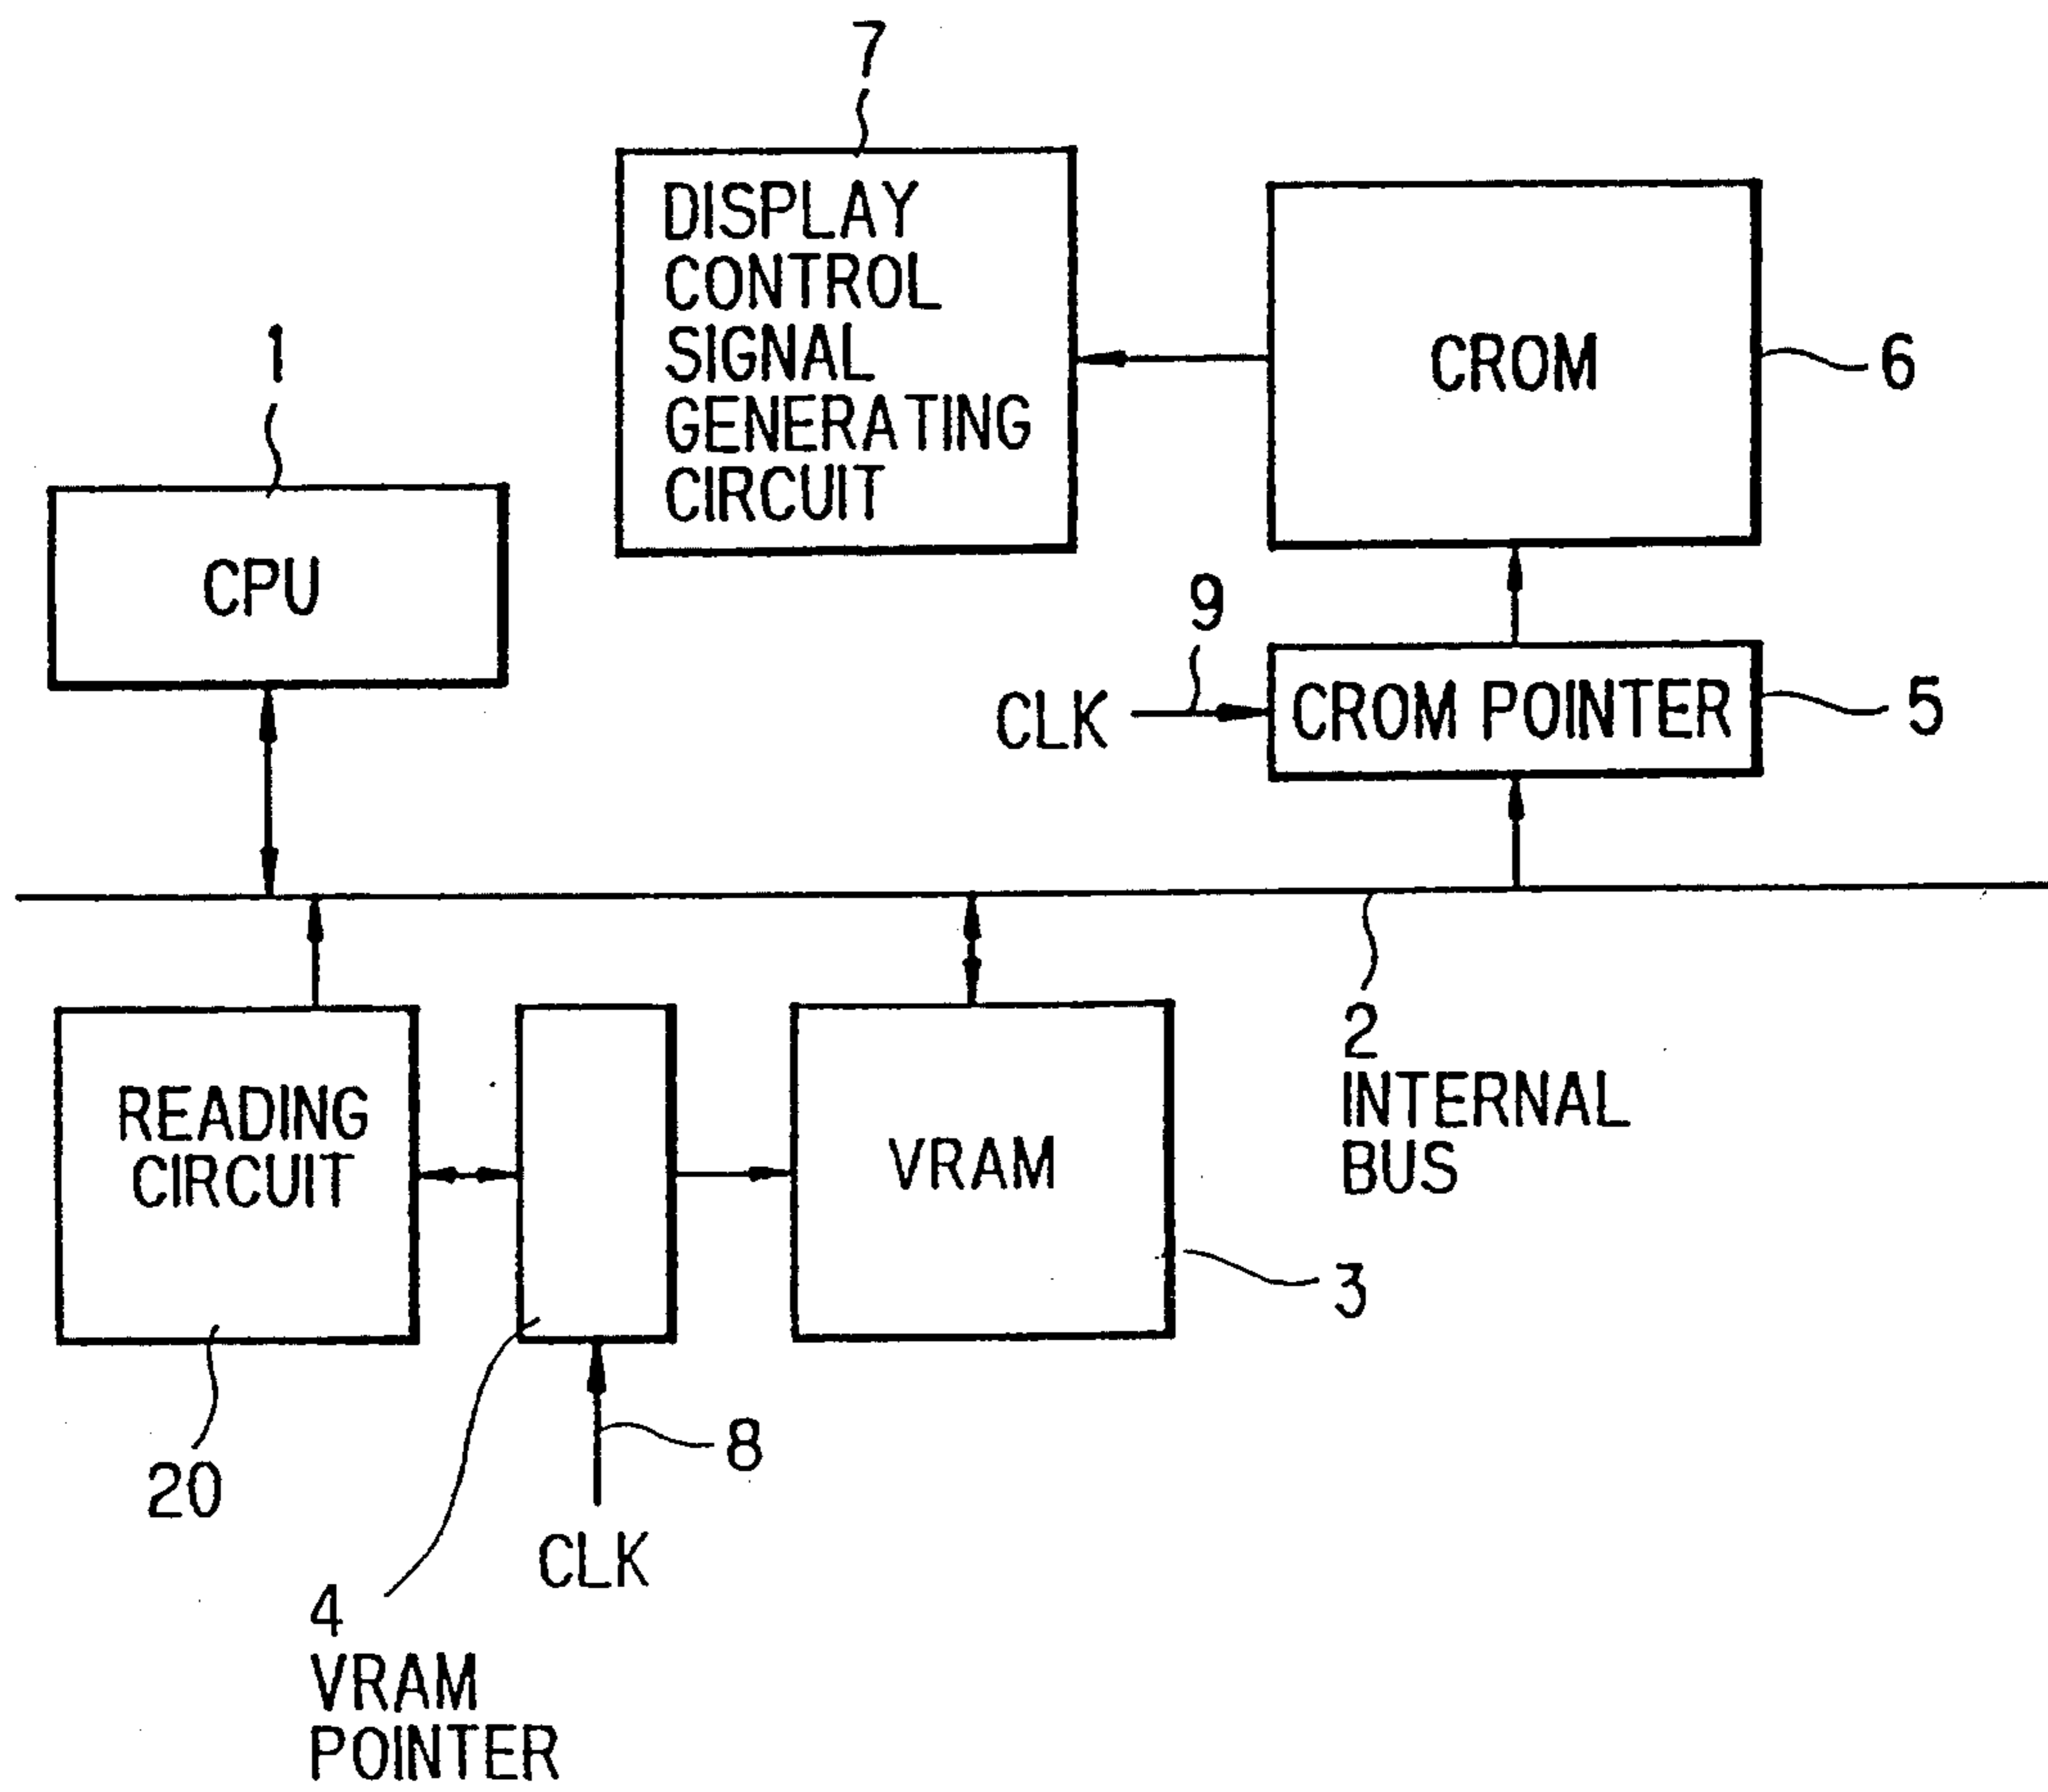 7
DISPLAY
CONTROL
SIGNAL
GENERATING
CIRCUIT
CROM
6
1
CPU
9
CLK
CROM POINTER
5
2
INTERNAL
BUS
READING
CIRCUIT
VRAM
3
20
8
CLK
4
VRAM
POINTER